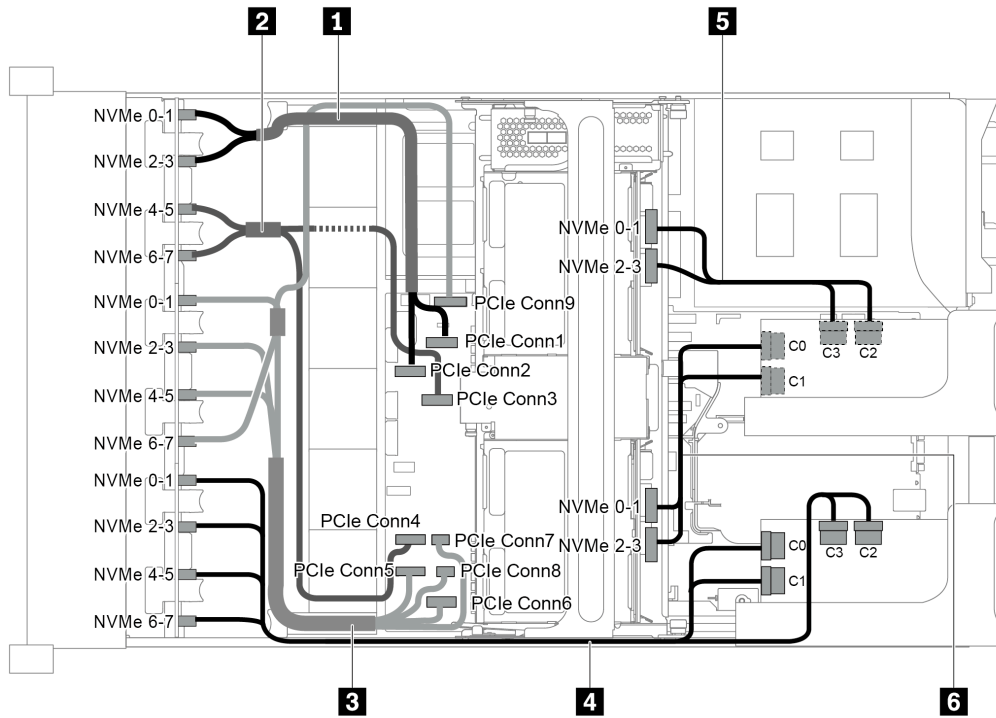 2
1
5
NVMe 0-1
NVMe 2-3
NVMe 4-5
NVMe 6-7
NVMe 0-1
NVMe 2-3
NVMe 4-5
NVMe 6-7
NVMe 0-1
NVMe 2-3
NVMe 4-5
NVMe 6-7
PCIe Conn9
PCIe Conn1
PCIe Conn2
PCIe Conn3
PCIe Conn4
PCIe Conn7
PCIe Conn5
PCIe Conn8
PCIe Conn6
NVMe 0-1
NVMe 2-3
NVMe 0-1
NVMe 2-3
C0
C1
C3
C2
C0
C1
C3
C2
3
4
6